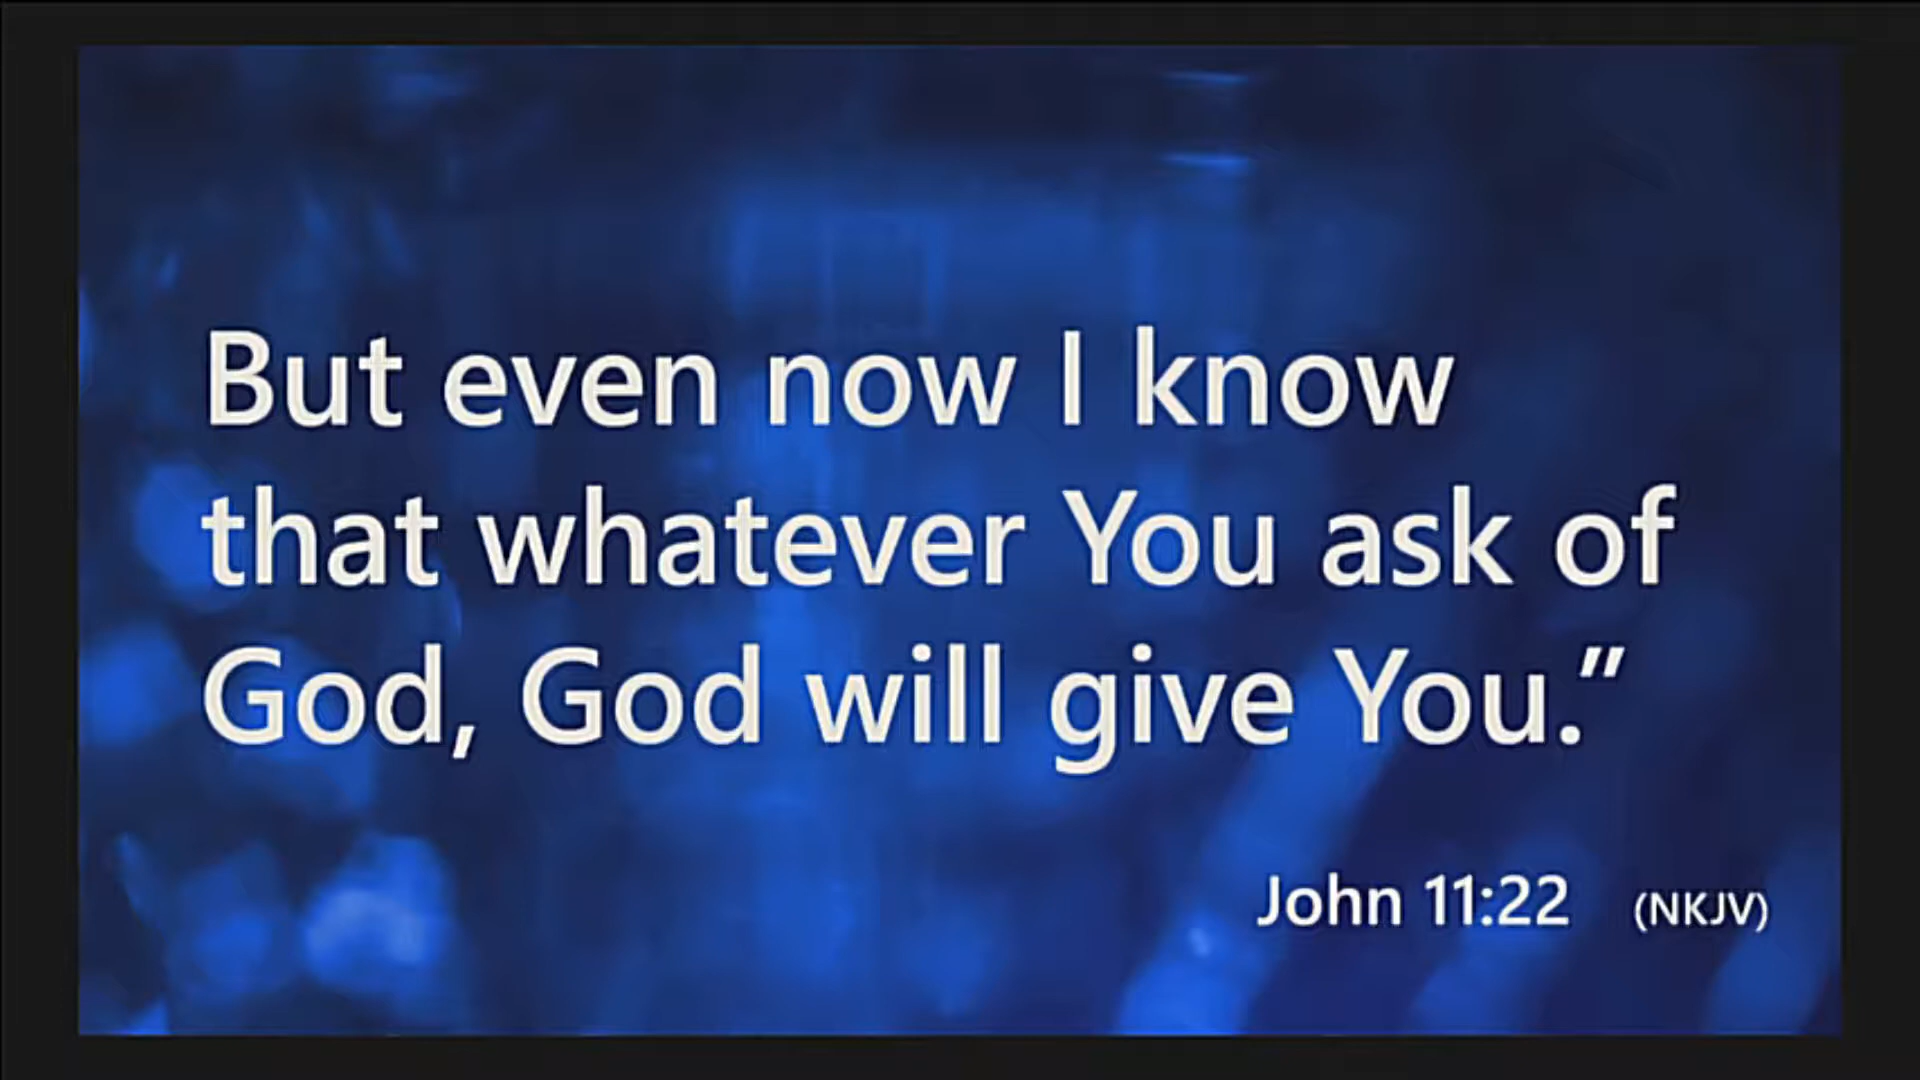 But even now I know
that whatever You ask of
God, God will give You.”
John 11:22 (NKJV)